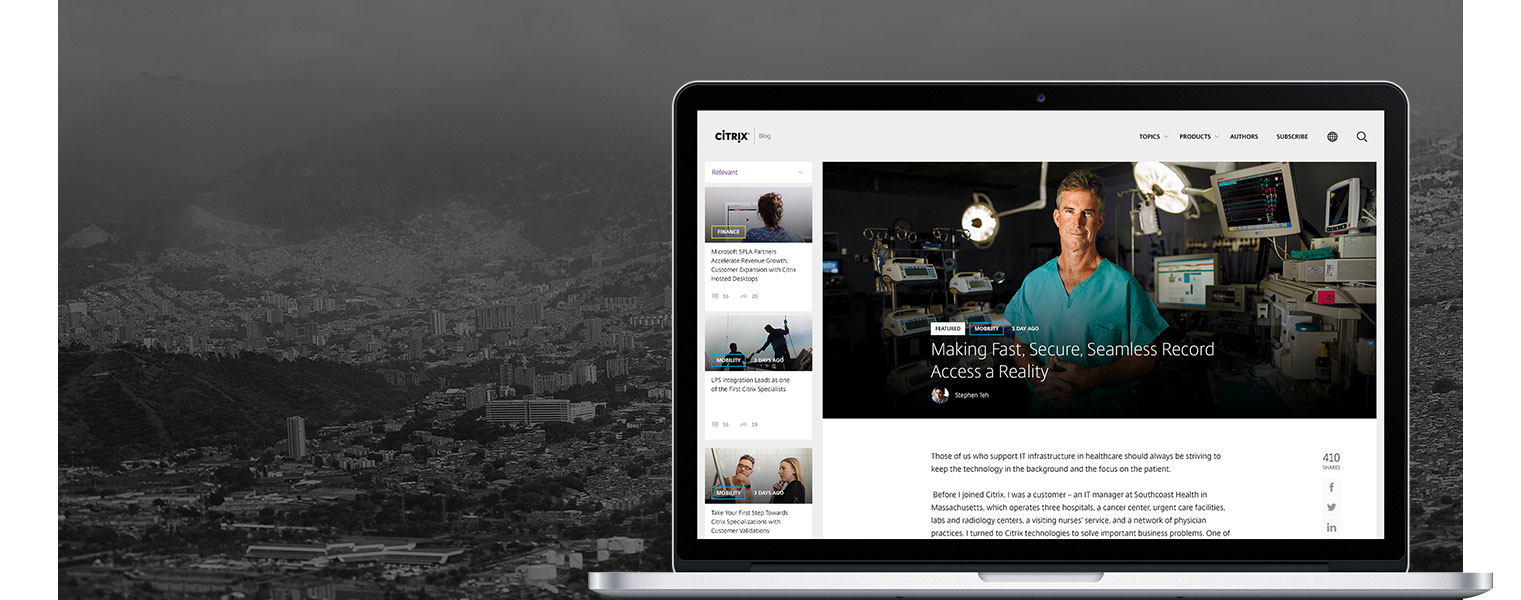 CİTRIX
Blog
TOPICS
PRODUCTS
AUTHORS
SUBSCRIBE
Relevant
FINANCE
Microsoft SPLA Partners
Accelerate Revenue Growth,
Customer Expansion with Citrix
Hosted Desktops
55 20
MOBILITY 3 DAYS AGO
LPS Integration Leads as one
of the First Citrix Specialists
55 19
MOBILITY 3 DAYS AGO
Take Your First Step Towards
Citrix Specializations with
Customer Validations
FEATURED MOBILITY 1 DAY AGO
Making Fast, Secure, Seamless Record
Access a Reality
Stephen Teh
Those of us who support IT infrastructure in healthcare should always be striving to
keep the technology in the background and the focus on the patient.
Before I joined Citrix, I was a customer – an IT manager at Southcoast Health in
Massachusetts, which operates three hospitals, a cancer center, urgent care facilities,
labs and radiology centers, a visiting nurses' service, and a network of physician
practices. I turned to Citrix technologies to solve important business problems. One of
410
SHARES